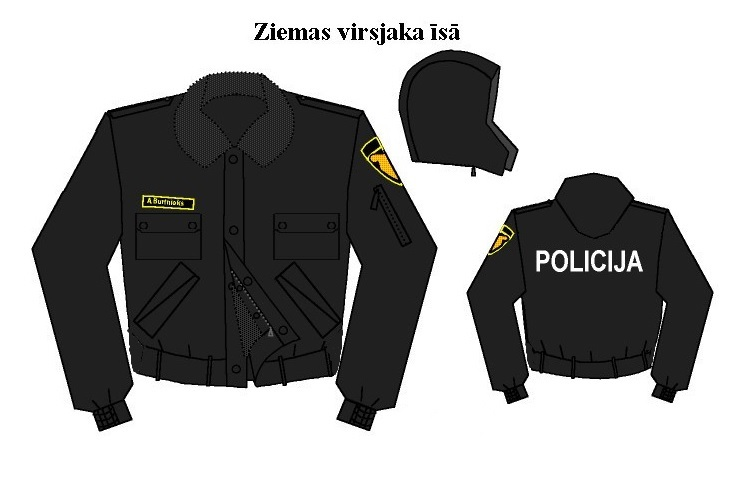 Ziemas virsjaka īsā
A Burtnieks
POLICIJA